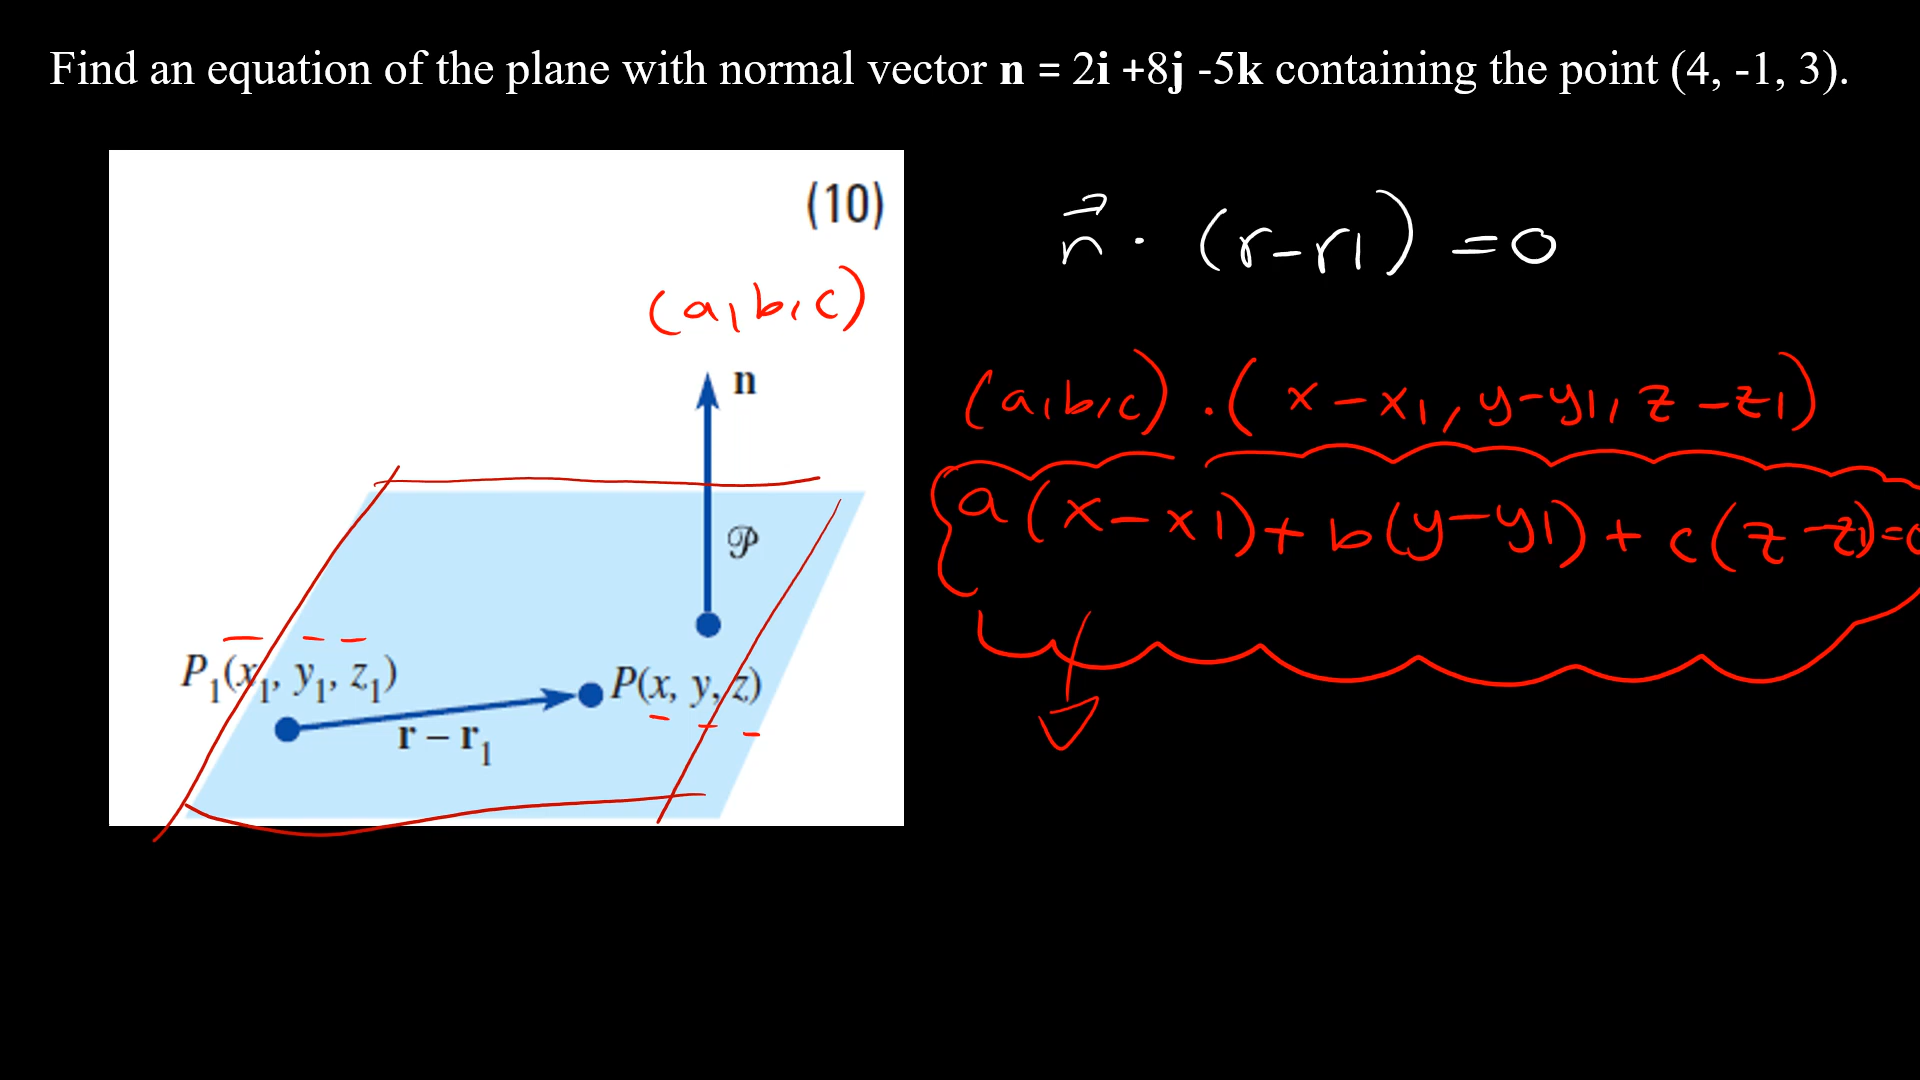 Find an equation of the plane with normal vector n = 2i +8j -5k containing the point (4, -1, 3).
(10)
n⃗ · (r-r1) = 0
(a,b,c)
n
(a,b,c) · (x-x1, y-y1, z-z1)
𝒫
a(x-x1)+b(y-y1)+c(z-z1)=0
P₁(x₁, y₁, z₁)
P(x, y, z)
r – r₁